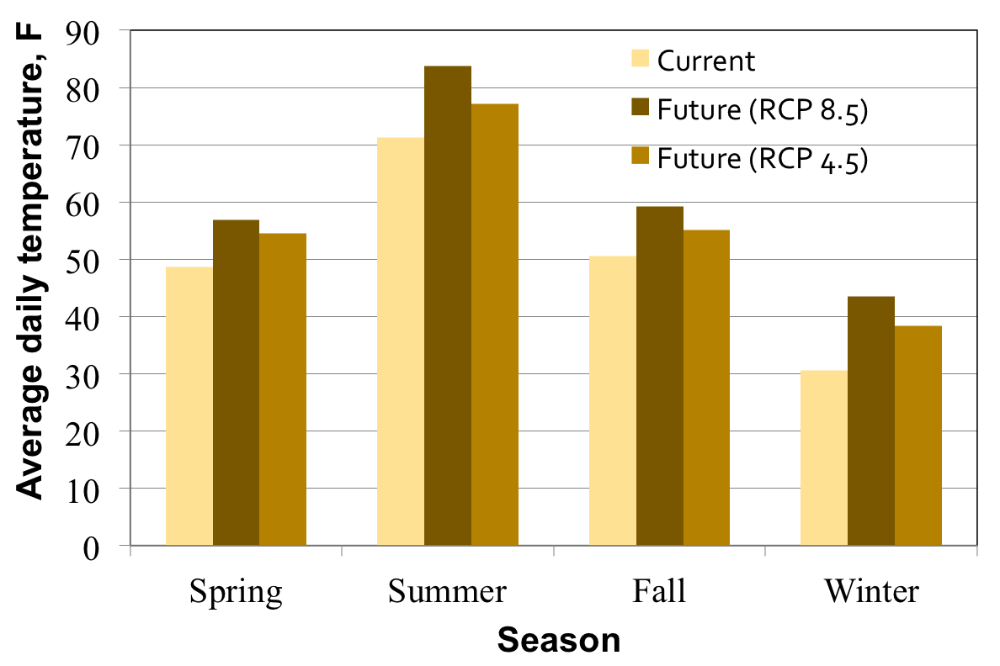 Average daily temperature, F
90
80
70
60
50
40
30
20
10
0
Current
Future (RCP 8.5)
Future (RCP 4.5)
Spring
Summer
Fall
Winter
Season